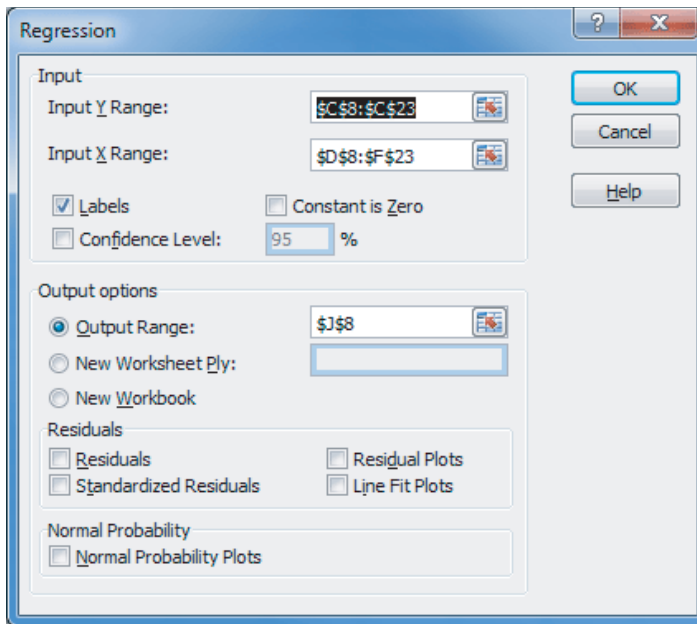 Regression
Input
Input Y Range: $C$8:$C$23
Input X Range: $D$8:$F$23
Labels Constant is Zero
Confidence Level: 95 %
OK
Cancel
Help
Output options
Output Range: $J$8
New Worksheet Ply:
New Workbook
Residuals
Residuals Residual Plots
Standardized Residuals Line Fit Plots
Normal Probability
Normal Probability Plots